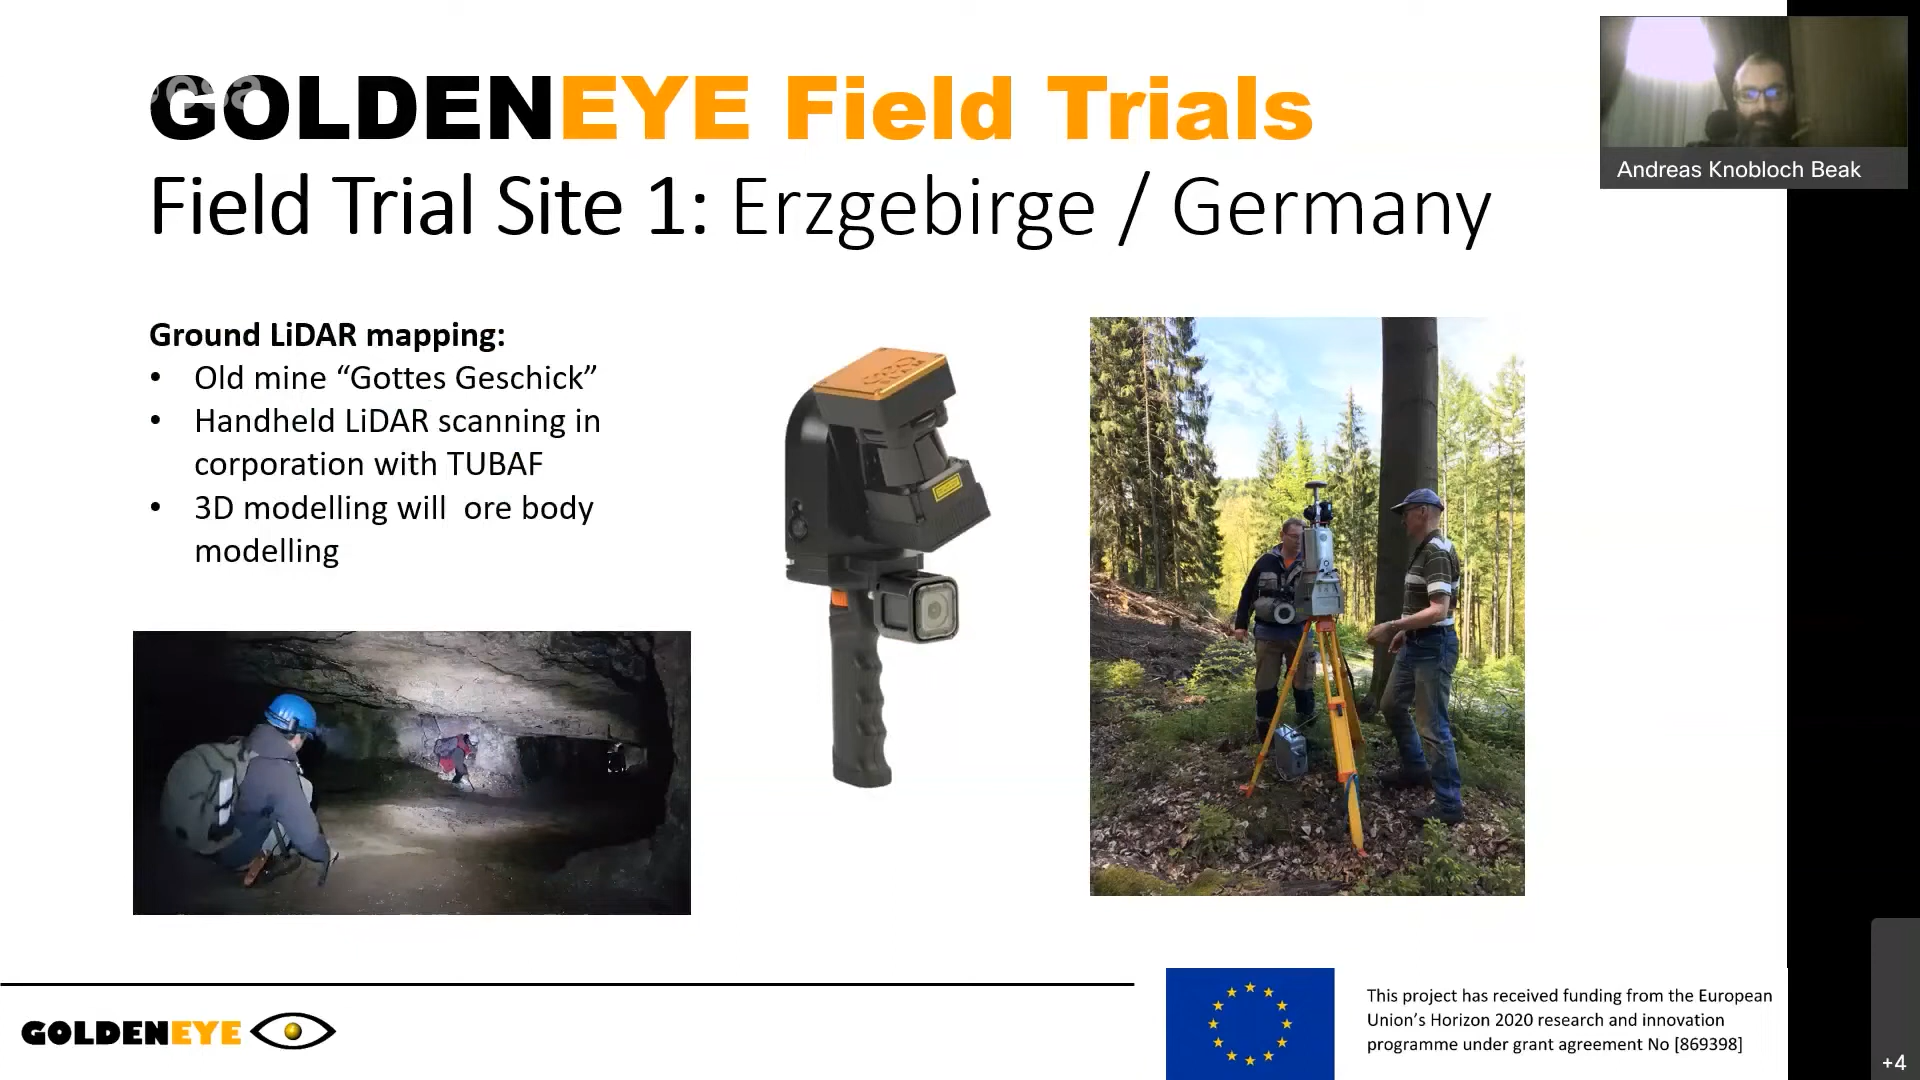 esa
GOLDENEYE Field Trials
Field Trial Site 1: Erzgebirge / Germany
Andreas Knobloch Beak
Ground LiDAR mapping:
• Old mine “Gottes Geschick”
• Handheld LiDAR scanning in
corporation with TUBAF
• 3D modelling will  ore body
modelling
GOLDENEYE
This project has received funding from the European
Union’s Horizon 2020 research and innovation
programme under grant agreement No [869398]
+4